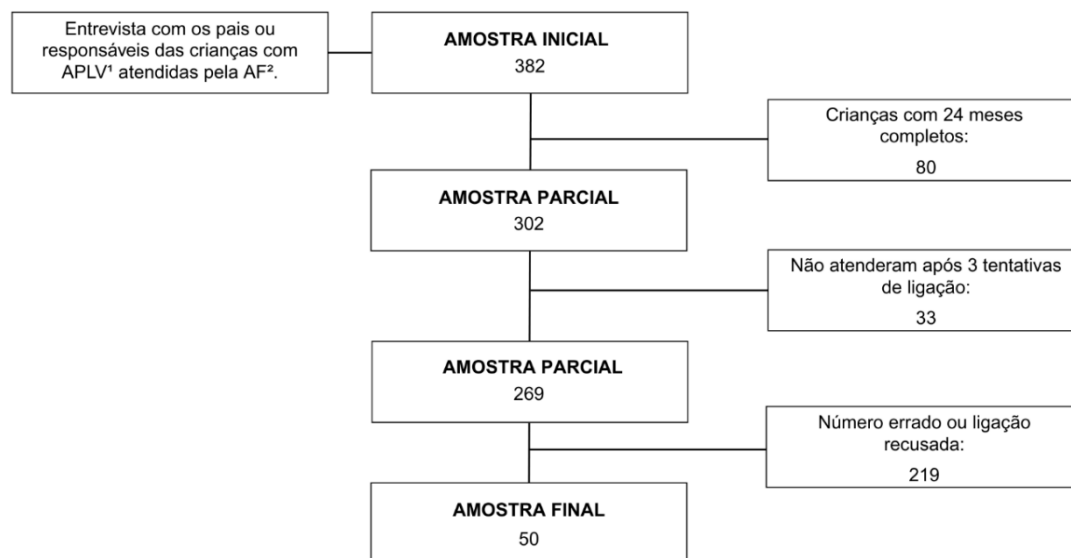 Entrevista com os pais ou
responsáveis das crianças com
APLV¹ atendidas pela AF².
AMOSTRA INICIAL
382
Crianças com 24 meses
completos:
80
AMOSTRA PARCIAL
302
Não atenderam após 3 tentativas
de ligação:
33
AMOSTRA PARCIAL
269
Número errado ou ligação
recusada:
219
AMOSTRA FINAL
50